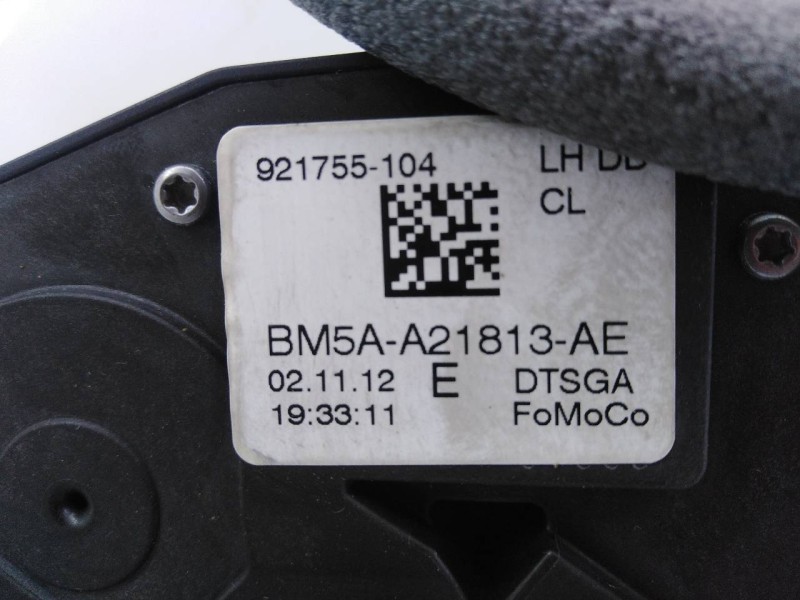 921755-104 LH DD
CL
BM5A-A21813-AE
02.11.12 E DTSGA
19:33:11 FoMoCo